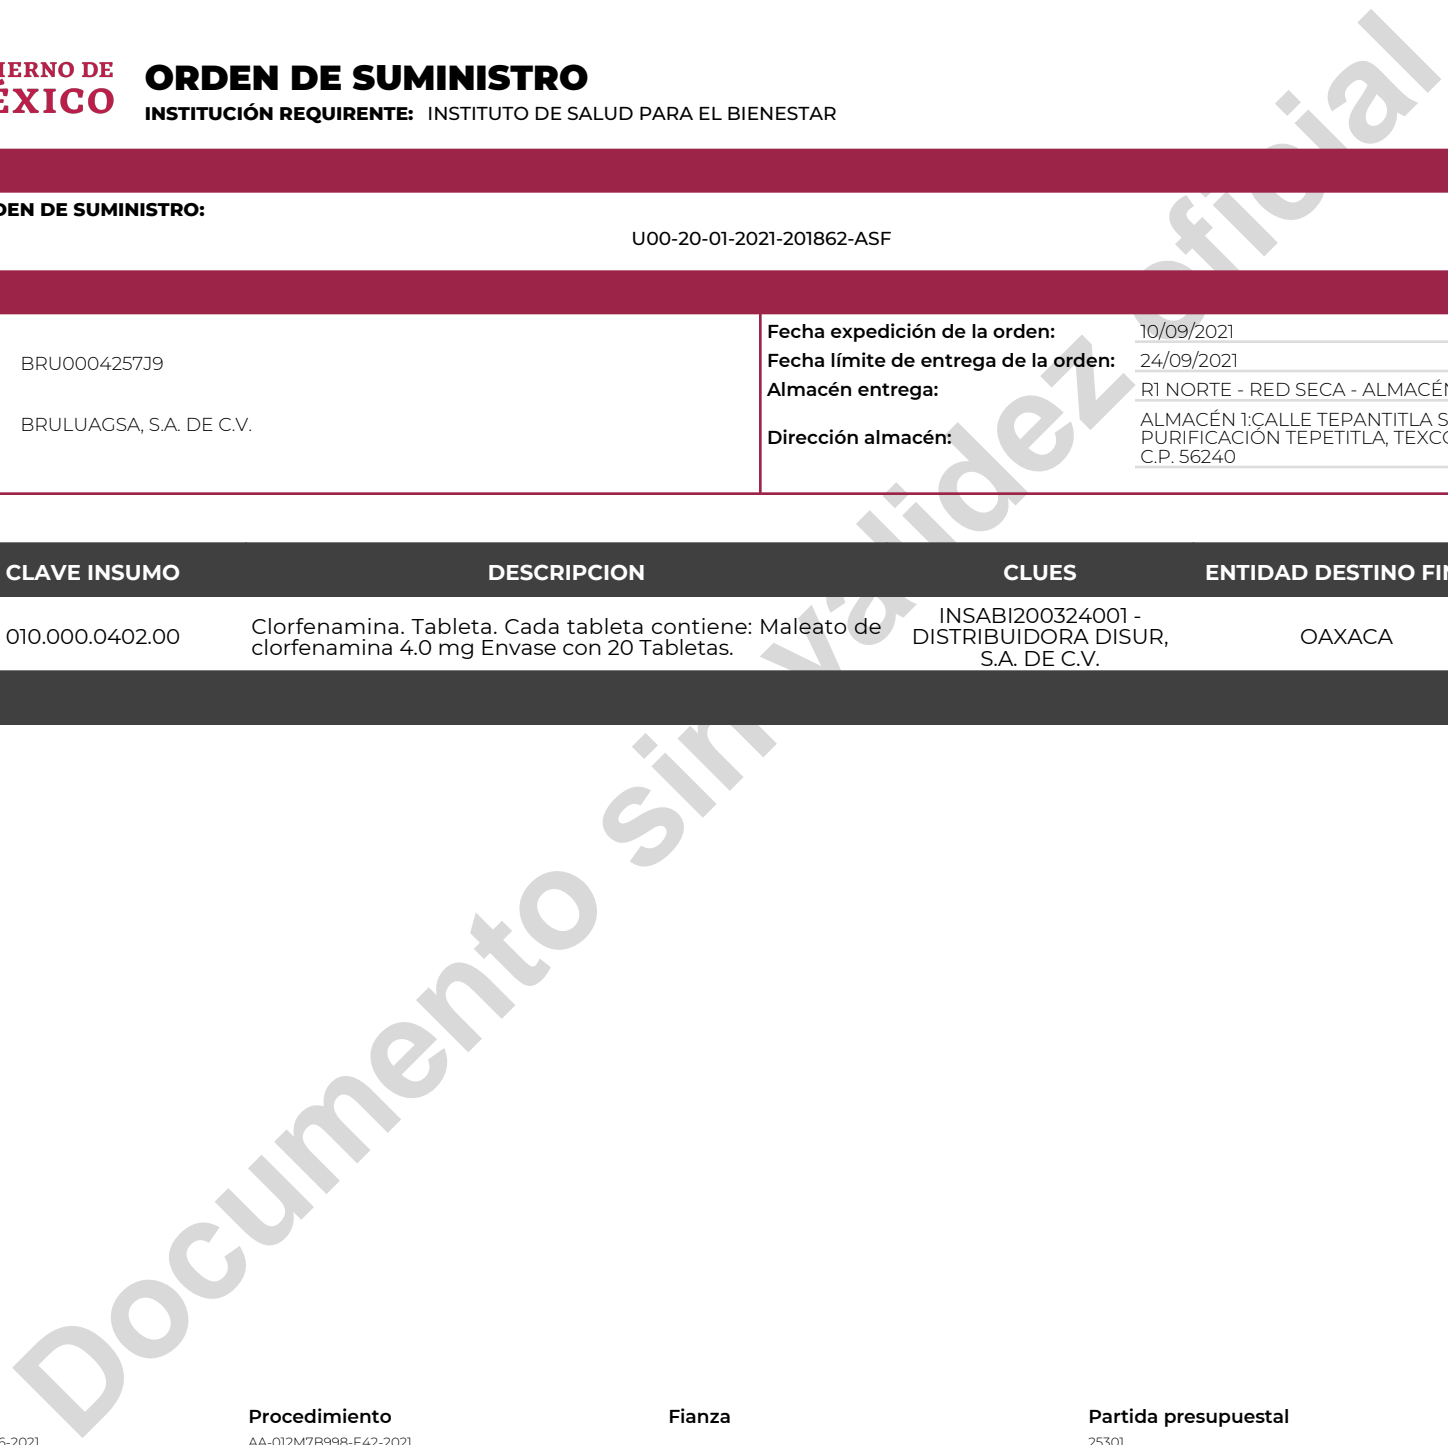 ORDEN DE SUMINISTRO
INSTITUCIÓN REQUIRENTE: INSTITUTO DE SALUD PARA EL BIENESTAR
IERNO DE
ÉXICO
DEN DE SUMINISTRO:
U00-20-01-2021-201862-ASF
BRU0004257J9
BRULUAGSA, S.A. DE C.V.
Fecha expedición de la orden: 10/09/2021
Fecha límite de entrega de la orden: 24/09/2021
Almacén entrega: R1 NORTE - RED SECA - ALMACÉN
Dirección almacén: ALMACÉN 1:CALLE TEPANTITLA S
PURIFICACIÓN TEPETITLA, TEXCO
C.P. 56240
CLAVE INSUMO DESCRIPCION CLUES ENTIDAD DESTINO FIN
010.000.0402.00
Clorfenamina. Tableta. Cada tableta contiene: Maleato de
clorfenamina 4.0 mg Envase con 20 Tabletas.
INSABI200324001 -
DISTRIBUIDORA DISUR,
S.A. DE C.V.
OAXACA
Documento sin validez oficial
Procedimiento Fianza Partida presupuestal
6-2021 AA-012M7B998-E42-2021 25301